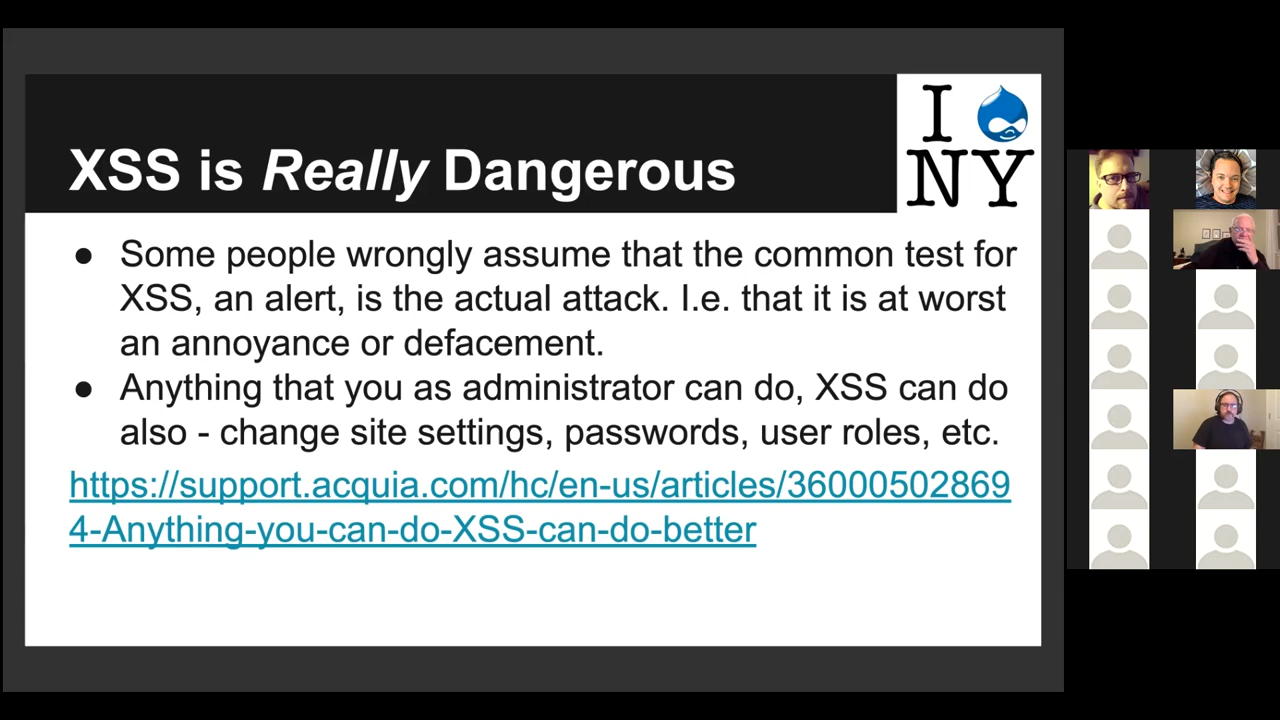 I
NY
XSS is Really Dangerous
● Some people wrongly assume that the common test for
XSS, an alert, is the actual attack. I.e. that it is at worst
an annoyance or defacement.
● Anything that you as administrator can do, XSS can do
also - change site settings, passwords, user roles, etc.
https://support.acquia.com/hc/en-us/articles/36000502869
4-Anything-you-can-do-XSS-can-do-better